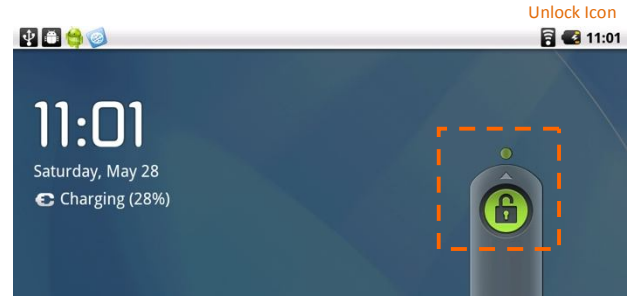 Unlock Icon
11:01
11:01
Saturday, May 28
Charging (28%)